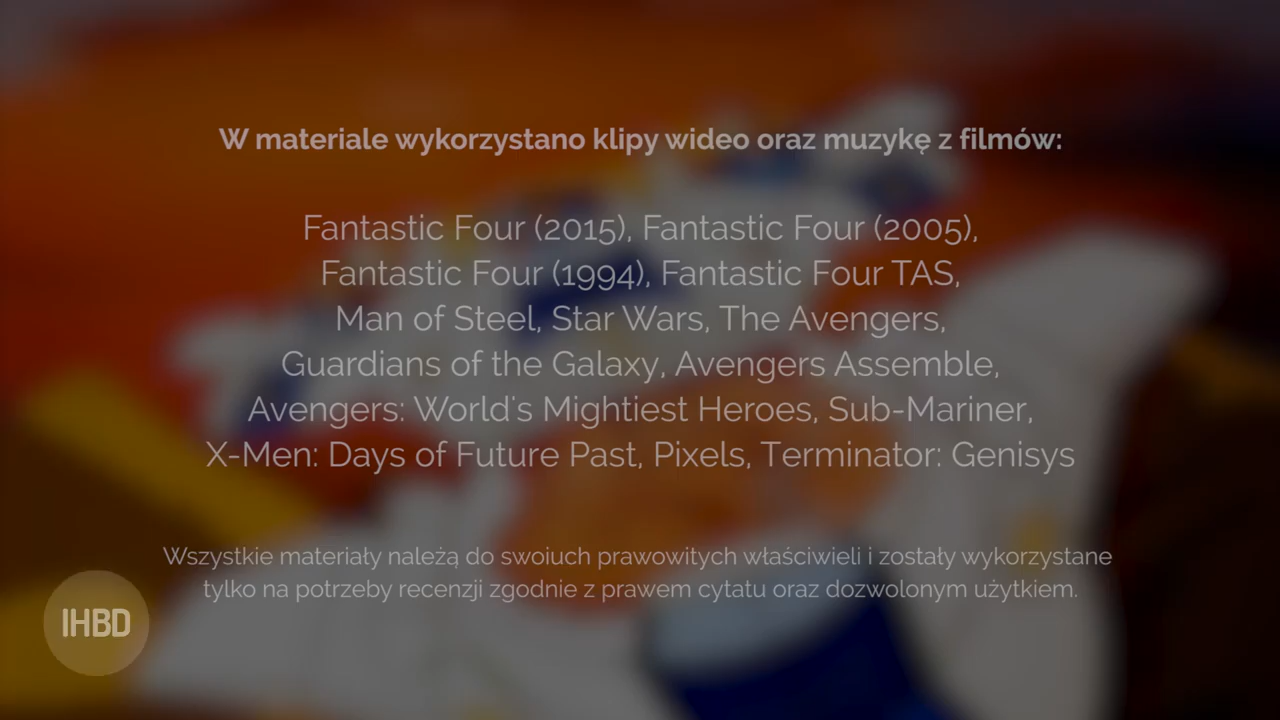 W materiale wykorzystano klipy wideo oraz muzykę z filmów:
Fantastic Four (2015), Fantastic Four (2005),
Fantastic Four (1994), Fantastic Four TAS,
Man of Steel, Star Wars, The Avengers,
Guardians of the Galaxy, Avengers Assemble,
Avengers: World's Mightiest Heroes, Sub-Mariner,
X-Men: Days of Future Past, Pixels, Terminator: Genisys
Wszystkie materiały należą do swoiuch prawowitych właściwieli i zostały wykorzystane
tylko na potrzeby recenzji zgodnie z prawem cytatu oraz dozwolonym użytkiem.
IHBD